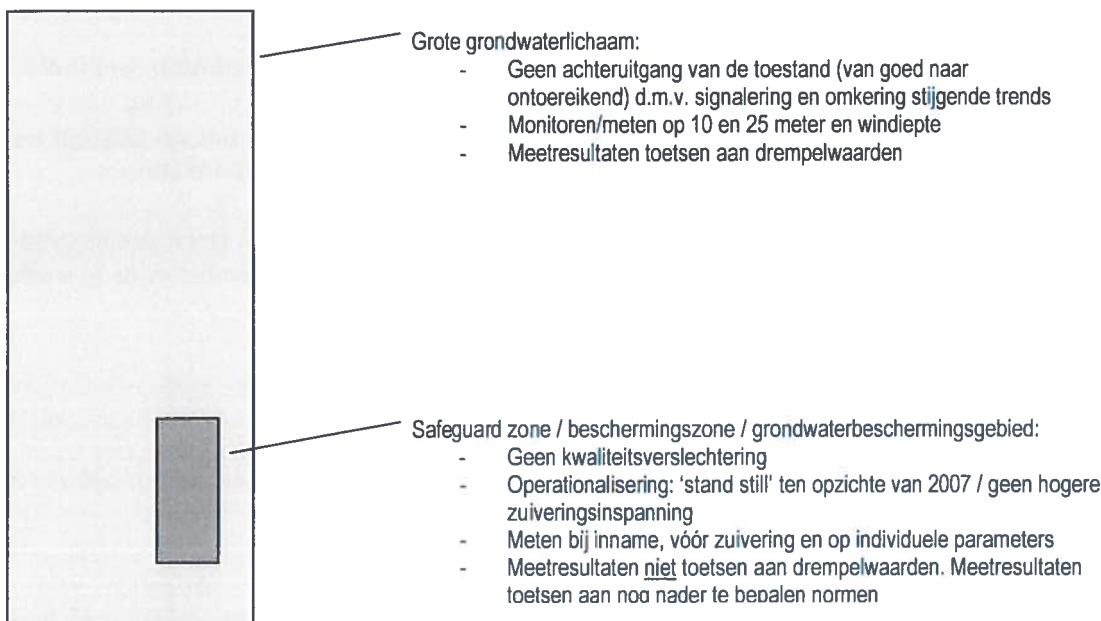 Grote grondwaterlichaam:
- Geen achteruitgang van de toestand (van goed naar
ontoereikend) d.m.v. signalering en omkering stijgende trends
- Monitoren/meten op 10 en 25 meter en windiepte
- Meetresultaten toetsen aan drempelwaarden
Safeguard zone / beschermingszone / grondwaterbeschermingsgebied:
- Geen kwaliteitsverslechtering
- Operationalisering: ‘stand still’ ten opzichte van 2007 / geen hogere
zuiveringsinspanning
- Meten bij inname, vóór zuivering en op individuele parameters
- Meetresultaten niet toetsen aan drempelwaarden. Meetresultaten
toetsen aan nog nader te bepalen normen